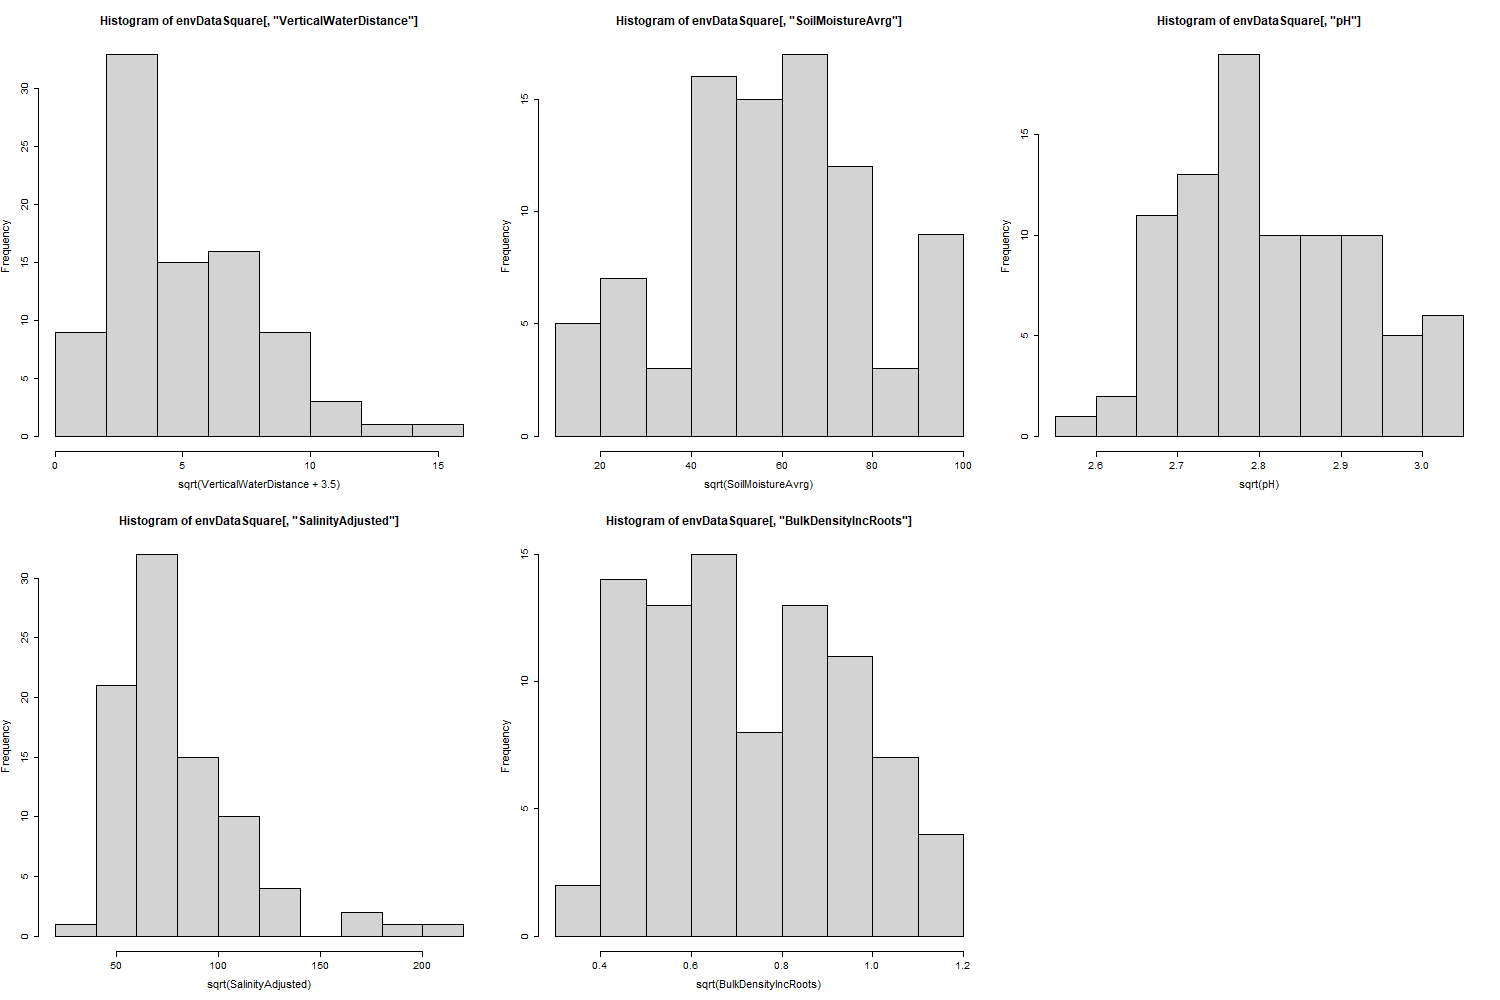 Histogram of envDataSquare[, "VerticalWaterDistance"]
Frequency
0 5 10 15 20 25 30
0 5 10 15
sqrt(VerticalWaterDistance + 3.5)
Histogram of envDataSquare[, "SoilMoistureAvrg"]
Frequency
0 5 10 15
20 40 60 80 100
sqrt(SoilMoistureAvrg)
Histogram of envDataSquare[, "pH"]
Frequency
0 5 10 15
2.6 2.7 2.8 2.9 3.0
sqrt(pH)
Histogram of envDataSquare[, "SalinityAdjusted"]
Frequency
0 5 10 15 20 25 30
50 100 150 200
sqrt(SalinityAdjusted)
Histogram of envDataSquare[, "BulkDensityIncRoots"]
Frequency
0 5 10 15
0.4 0.6 0.8 1.0 1.2
sqrt(BulkDensityIncRoots)